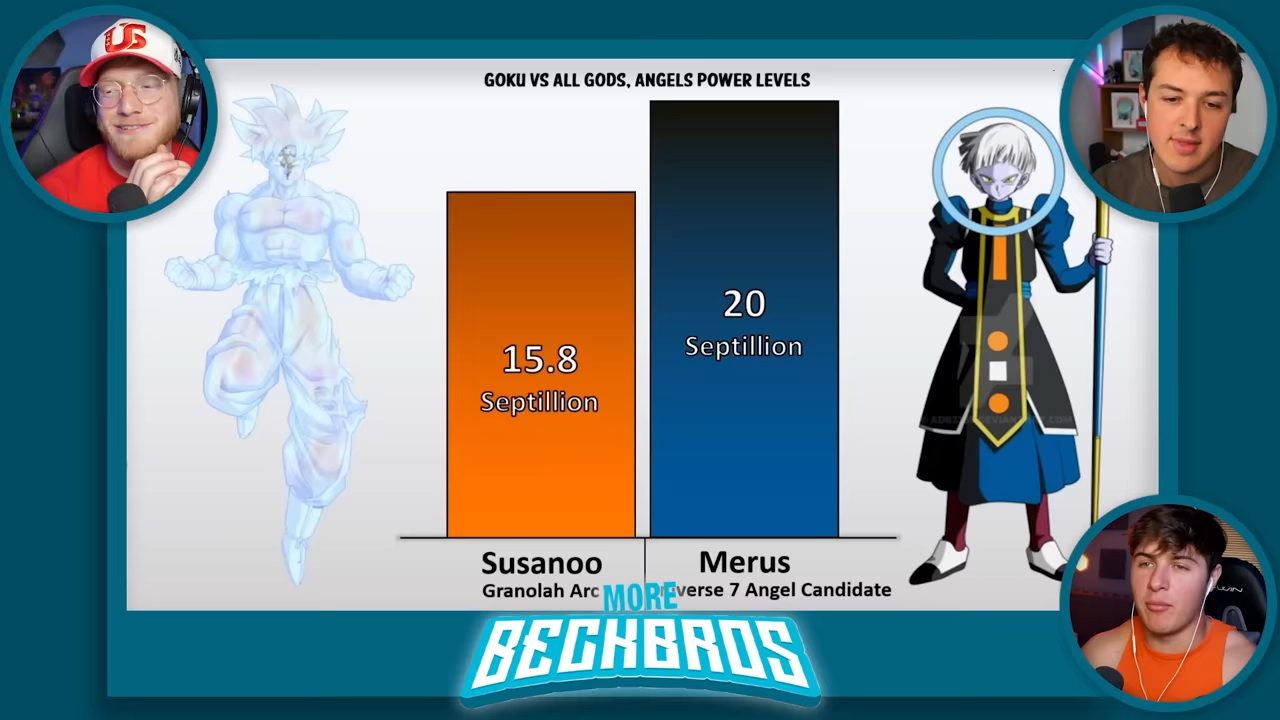 US
GOKU VS ALL GODS, ANGELS POWER LEVELS
15.8
Septillion
20
Septillion
Susanoo
Merus
Granolah Arc
verse 7 Angel Candidate
MORE
BECKBROS